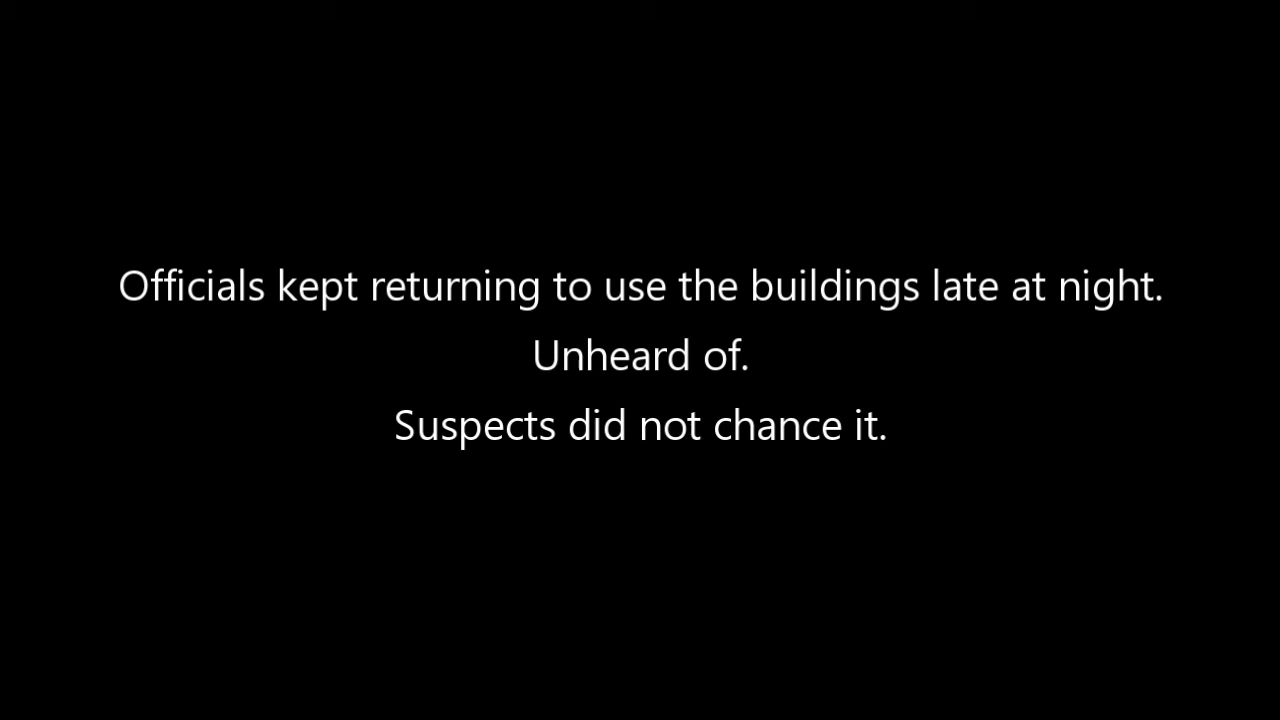 Officials kept returning to use the buildings late at night.
Unheard of.
Suspects did not chance it.